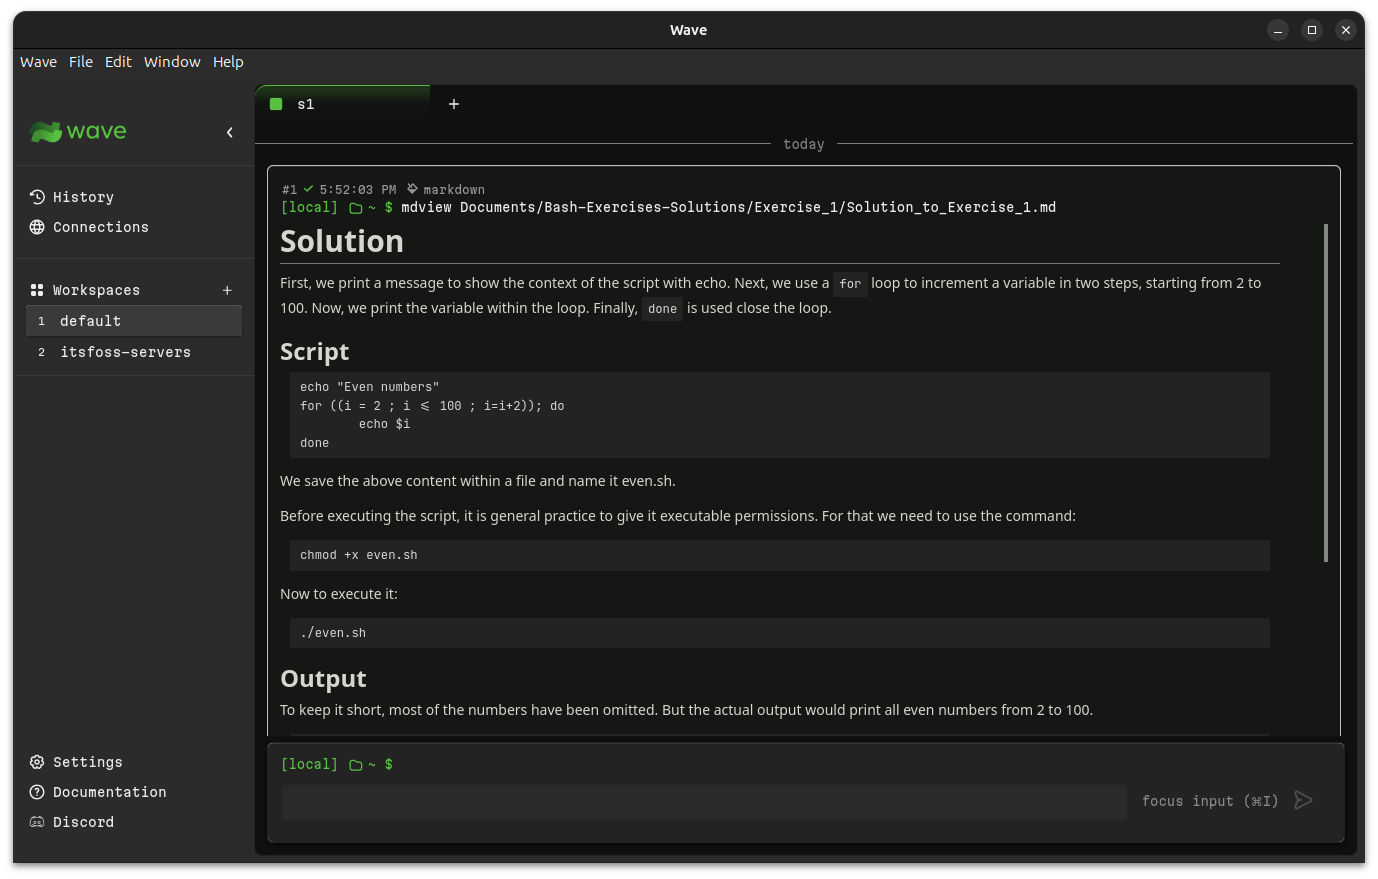 Wave
Wave File Edit Window Help
wave
History
Connections
Workspaces +
1 default
2 itsfoss-servers
Settings
Documentation
Discord
s1 +
today
#1 ✓ 5:52:03 PM markdown
[local] ~ $ mdview Documents/Bash-Exercises-Solutions/Exercise_1/Solution_to_Exercise_1.md
Solution
First, we print a message to show the context of the script with echo. Next, we use a for loop to increment a variable in two steps, starting from 2 to
100. Now, we print the variable within the loop. Finally, done is used close the loop.
Script
echo "Even numbers"
for ((i = 2 ; i ⩽ 100 ; i=i+2)); do
echo $i
done
We save the above content within a file and name it even.sh.
Before executing the script, it is general practice to give it executable permissions. For that we need to use the command:
chmod +x even.sh
Now to execute it:
./even.sh
Output
To keep it short, most of the numbers have been omitted. But the actual output would print all even numbers from 2 to 100.
[local] ~ $
focus input (⌘I)